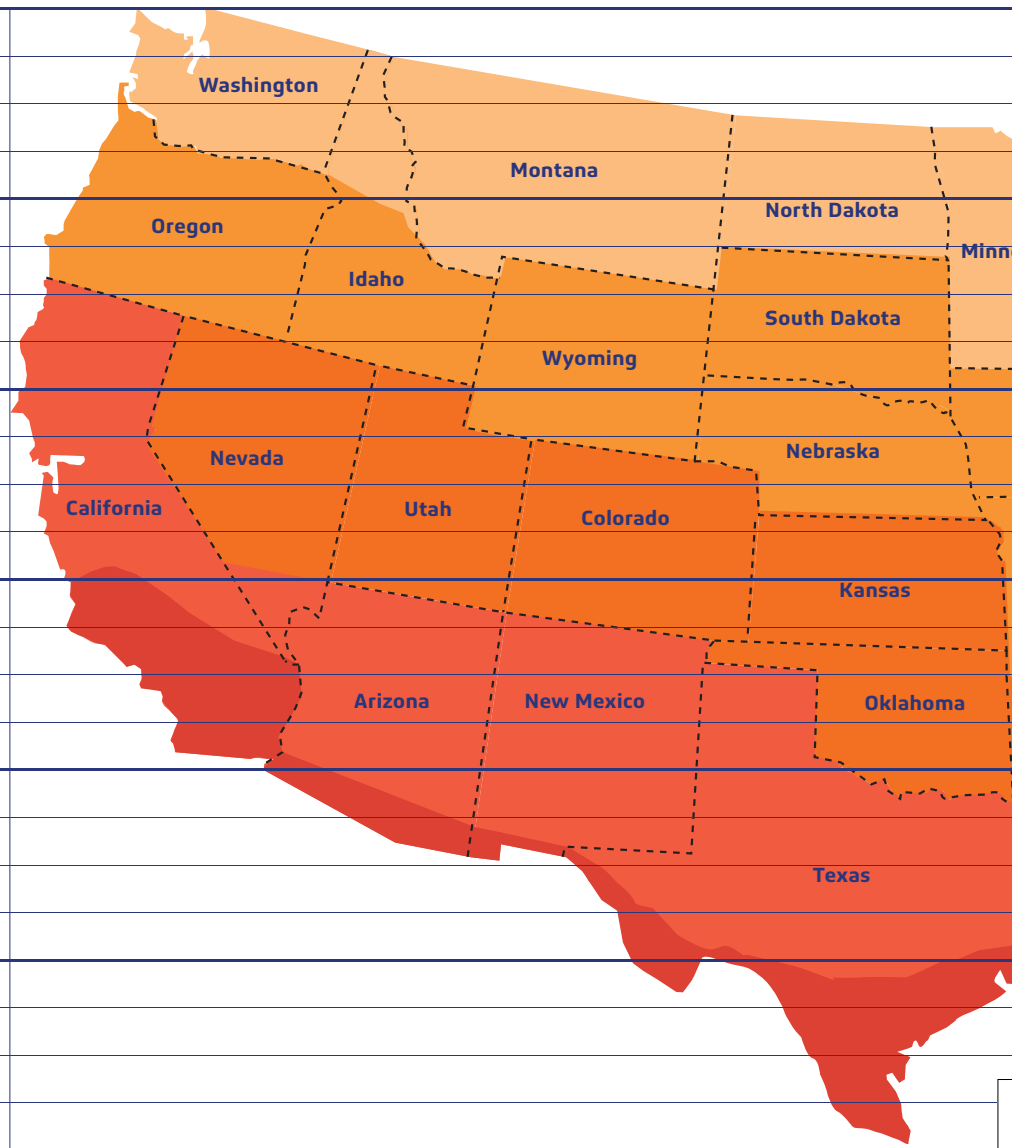 Washington
Montana
North Dakota
Oregon
Minn
Idaho
South Dakota
Wyoming
Nebraska
Nevada
Utah
California
Colorado
Kansas
Arizona
New Mexico
Oklahoma
Texas